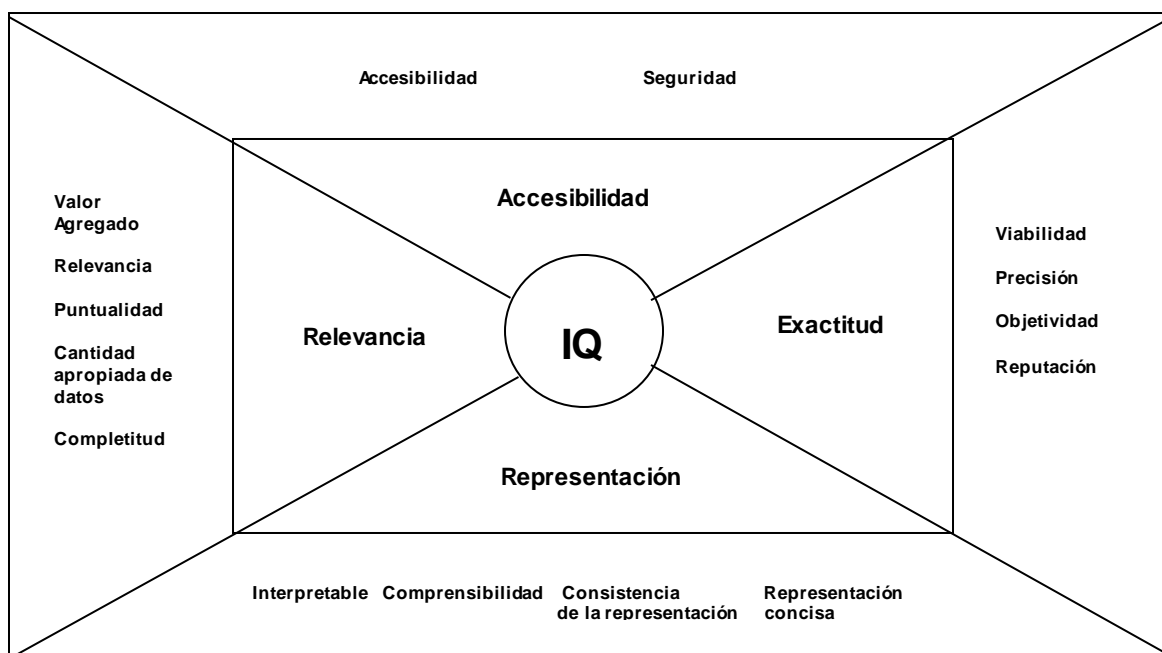 Accesibilidad
Seguridad
Accesibilidad
Valor
Agregado
Relevancia
Puntualidad
Cantidad
apropiada de
datos
Completitud
Relevancia
IQ
Exactitud
Viabilidad
Precisión
Objetividad
Reputación
Representación
Interpretable
Comprensibilidad
Consistencia
de la representación
Representación
concisa